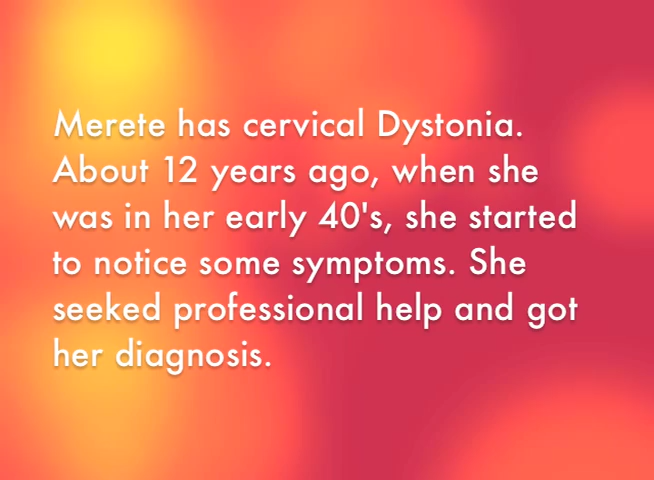 Merete has cervical Dystonia.
About 12 years ago, when she
was in her early 40's, she started
to notice some symptoms. She
seeked professional help and got
her diagnosis.